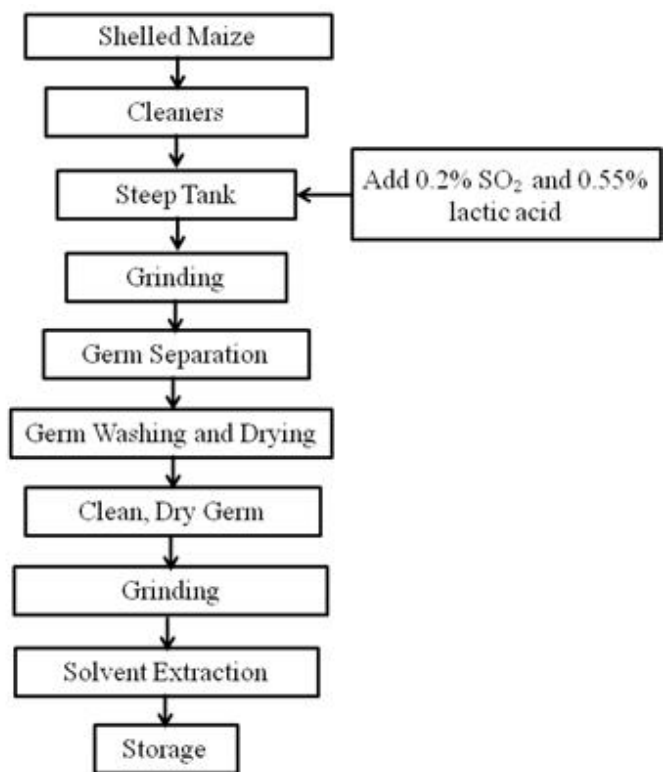 Shelled Maize
Cleaners
Steep Tank
Add 0.2% SO₂ and 0.55%
lactic acid
Grinding
Germ Separation
Germ Washing and Drying
Clean, Dry Germ
Grinding
Solvent Extraction
Storage